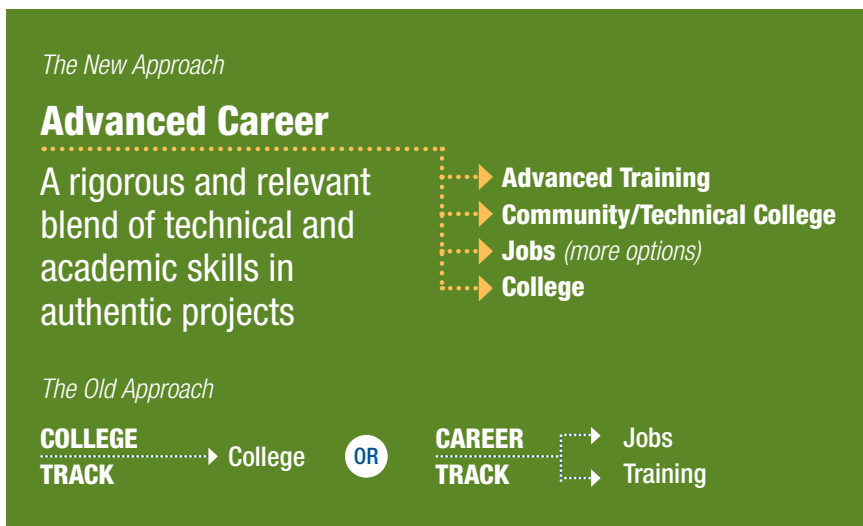 The New Approach
Advanced Career
A rigorous and relevant
blend of technical and
academic skills in
authentic projects
Advanced Training
Community/Technical College
Jobs (more options)
College
The Old Approach
COLLEGE
TRACK
College
OR
CAREER
TRACK
Jobs
Training